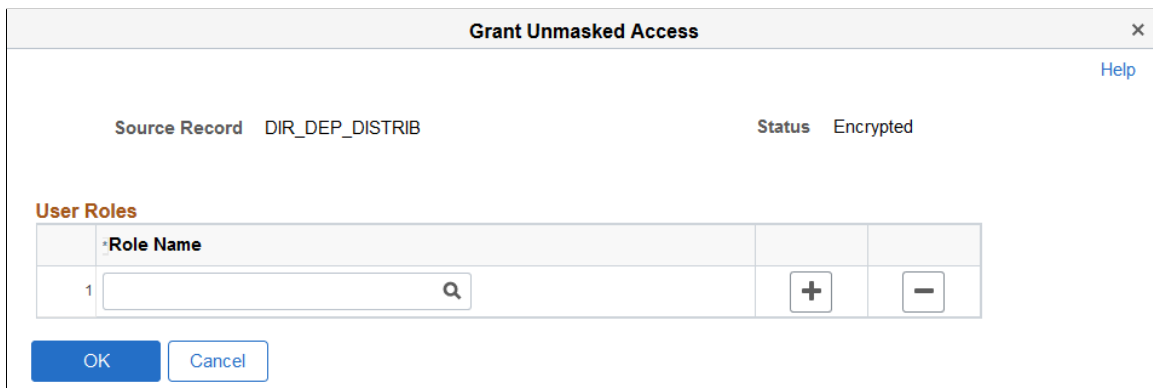 Grant Unmasked Access ×
Help
Source Record DIR_DEP_DISTRIB Status Encrypted
User Roles
*Role Name
1
OK Cancel